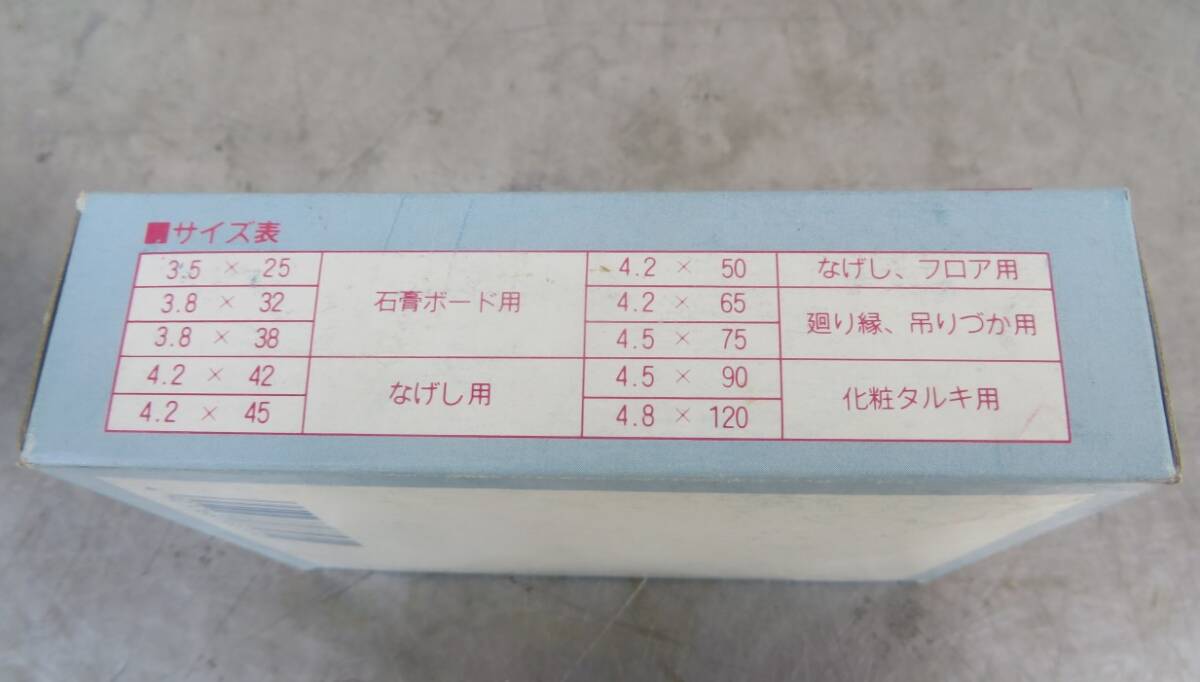 ■サイズ表
3.5 × 25
3.8 × 32
3.8 × 38
石膏ボード用
4.2 × 42
4.2 × 45
なげし用
4.2 × 50
なげし、フロア用
4.2 × 65
4.5 × 75
廻り縁、吊りづか用
4.5 × 90
4.8 × 120
化粧タルキ用